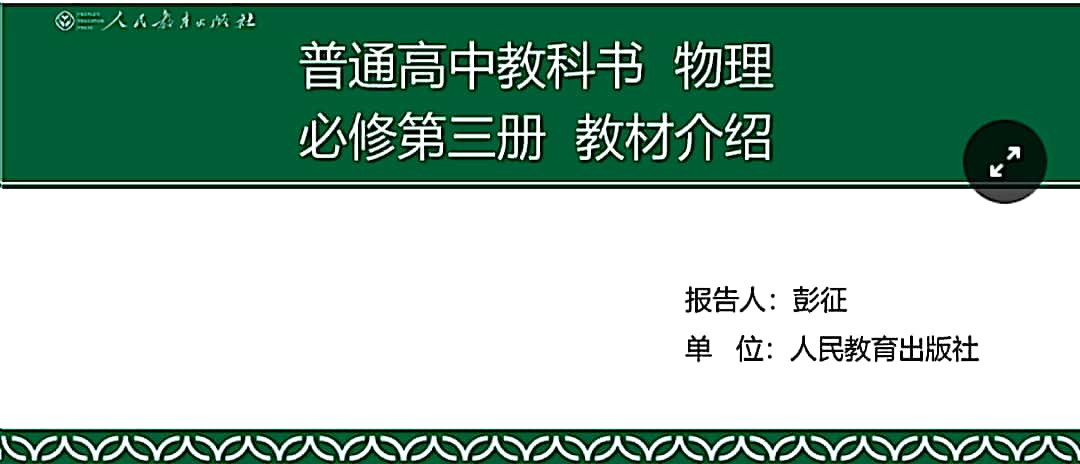 人民教育出版社
普通高中教科书 物理
必修第三册 教材介绍
报告人：彭征
单 位：人民教育出版社